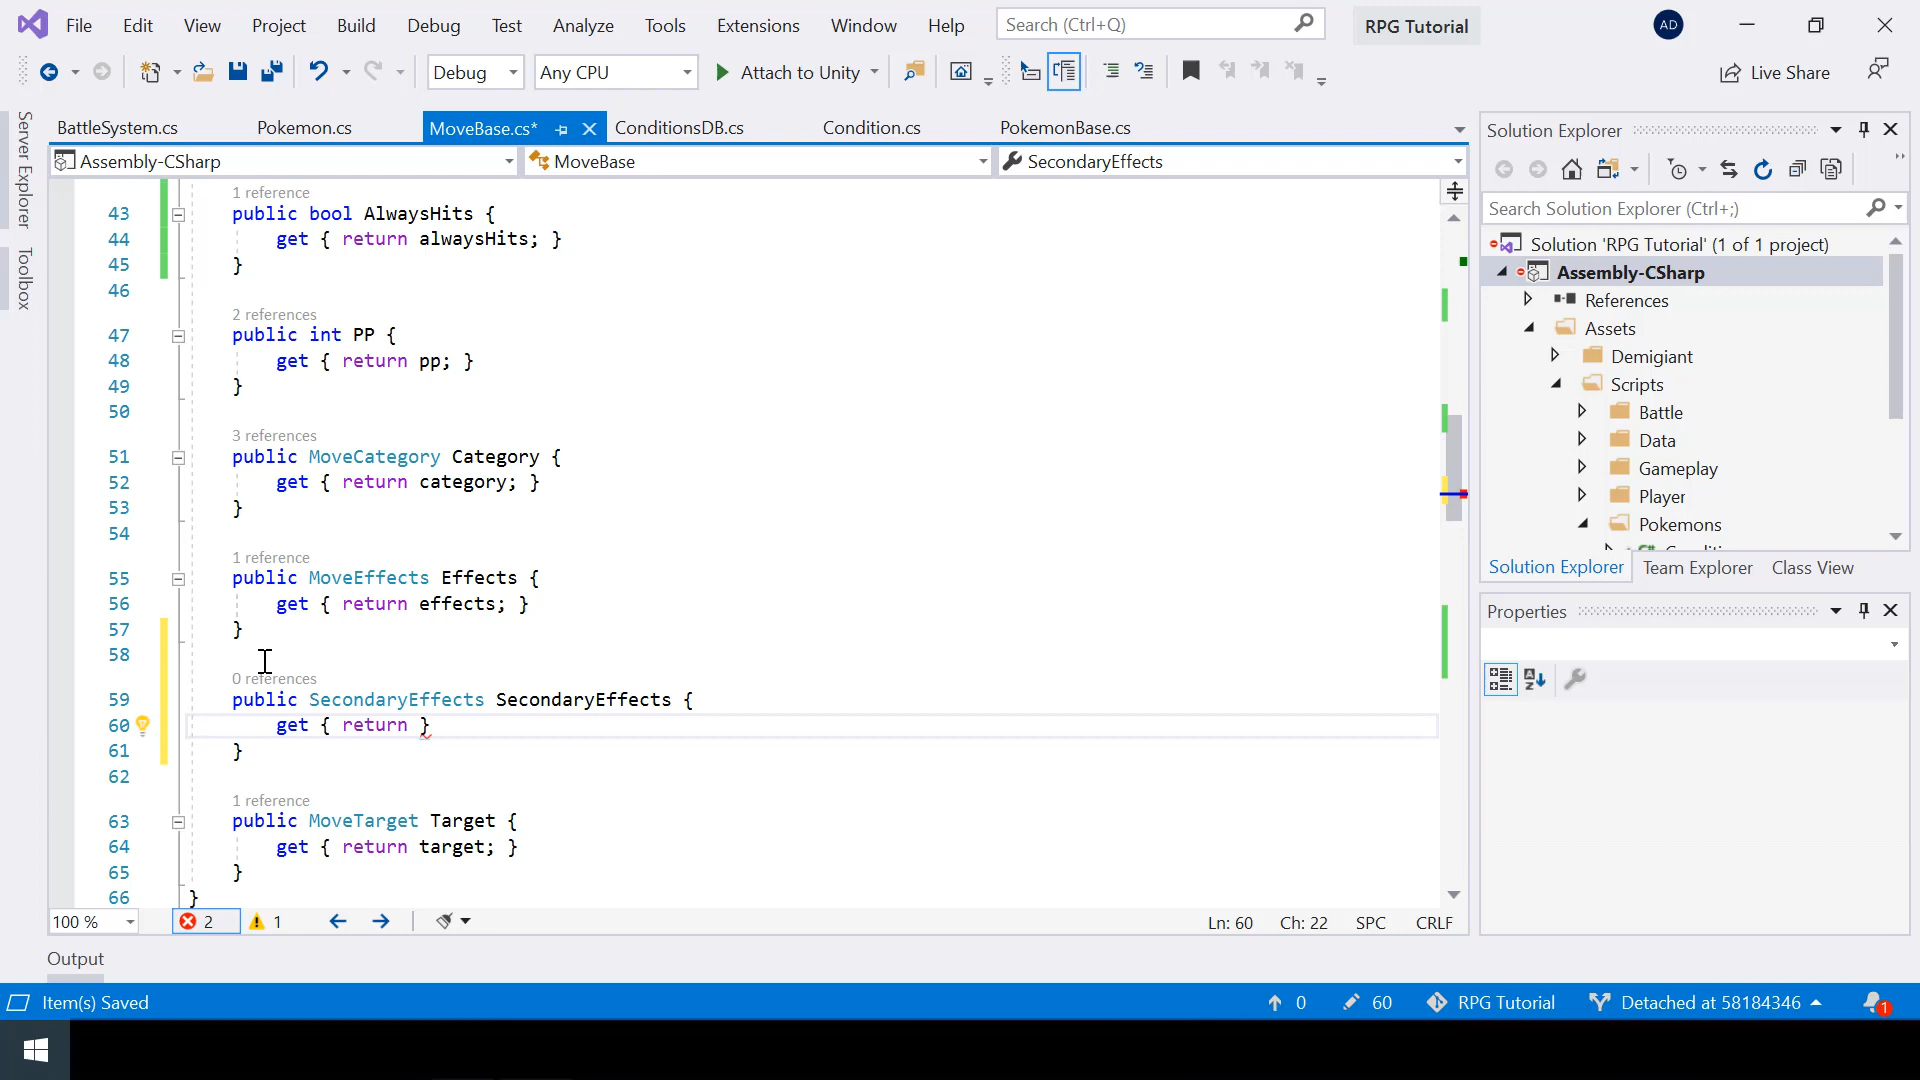 File Edit View Project Build Debug Test Analyze Tools Extensions Window Help Search (Ctrl+Q) RPG Tutorial AD
Debug Any CPU Attach to Unity Live Share
Server Explorer
Toolbox
BattleSystem.cs Pokemon.cs MoveBase.cs* ConditionsDB.cs Condition.cs PokemonBase.cs
Assembly-CSharp MoveBase SecondaryEffects
1 reference
43 public bool AlwaysHits {
44 get { return alwaysHits; }
45 }
46
2 references
47 public int PP {
48 get { return pp; }
49 }
50
3 references
51 public MoveCategory Category {
52 get { return category; }
53 }
54
1 reference
55 public MoveEffects Effects {
56 get { return effects; }
57 }
58
0 references
59 public SecondaryEffects SecondaryEffects {
60 get { return }
61 }
62
1 reference
63 public MoveTarget Target {
64 get { return target; }
65 }
66 }
100 % 2 1 Ln: 60 Ch: 22 SPC CRLF
Solution Explorer
Search Solution Explorer (Ctrl+;)
Solution 'RPG Tutorial' (1 of 1 project)
Assembly-CSharp
References
Assets
Demigiant
Scripts
Battle
Data
Gameplay
Player
Pokemons
Solution Explorer Team Explorer Class View
Properties
Output
Item(s) Saved 0 60 RPG Tutorial Detached at 58184346 1